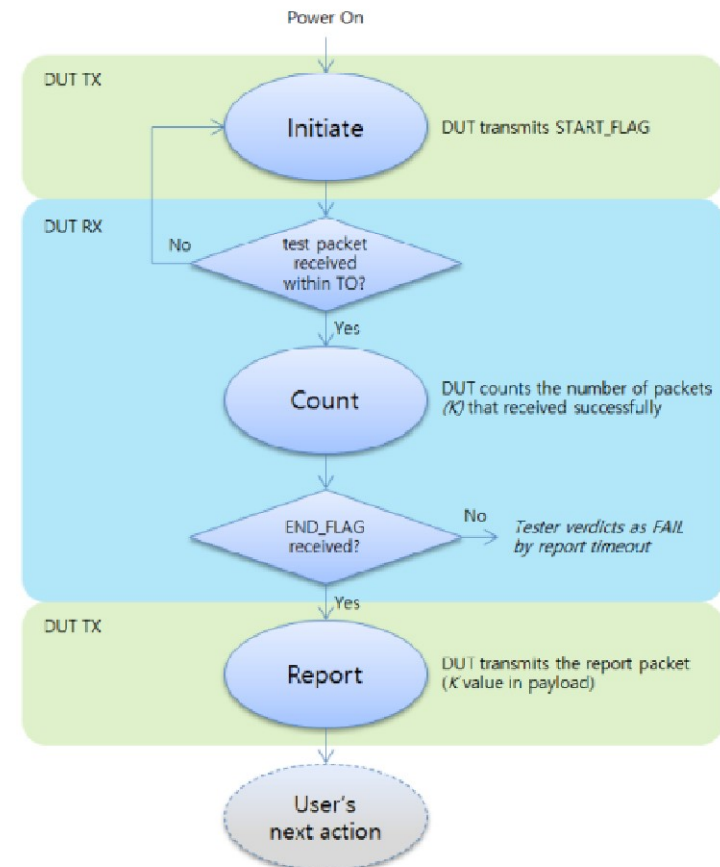 Power On
DUT TX
Initiate
DUT transmits START_FLAG
DUT RX
No
test packet
received
within TO?
Yes
Count
DUT counts the number of packets
(K) that received successfully
END_FLAG
received?
No
Tester verdicts as FAIL
by report timeout
Yes
DUT TX
Report
DUT transmits the report packet
(K value in payload)
User's
next action